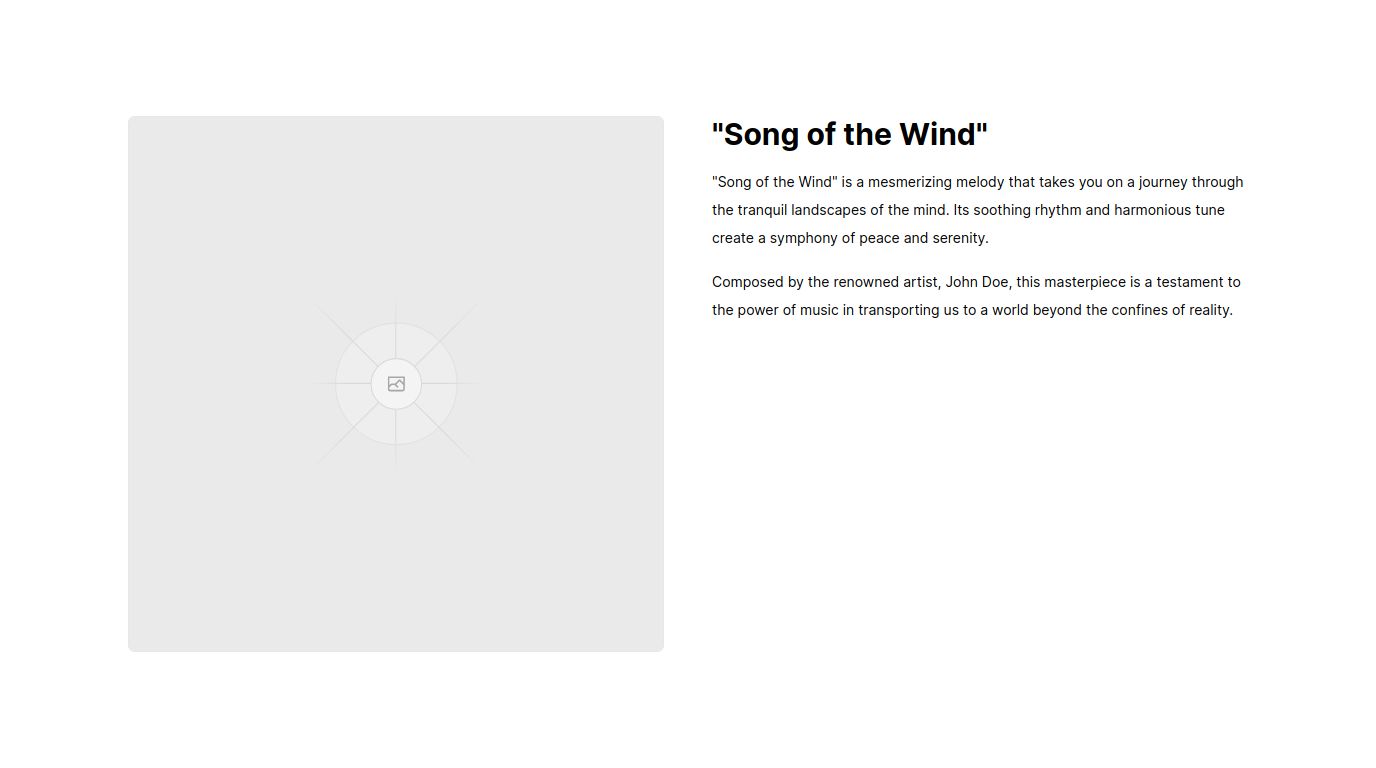 "Song of the Wind"
"Song of the Wind" is a mesmerizing melody that takes you on a journey through
the tranquil landscapes of the mind. Its soothing rhythm and harmonious tune
create a symphony of peace and serenity.
Composed by the renowned artist, John Doe, this masterpiece is a testament to
the power of music in transporting us to a world beyond the confines of reality.